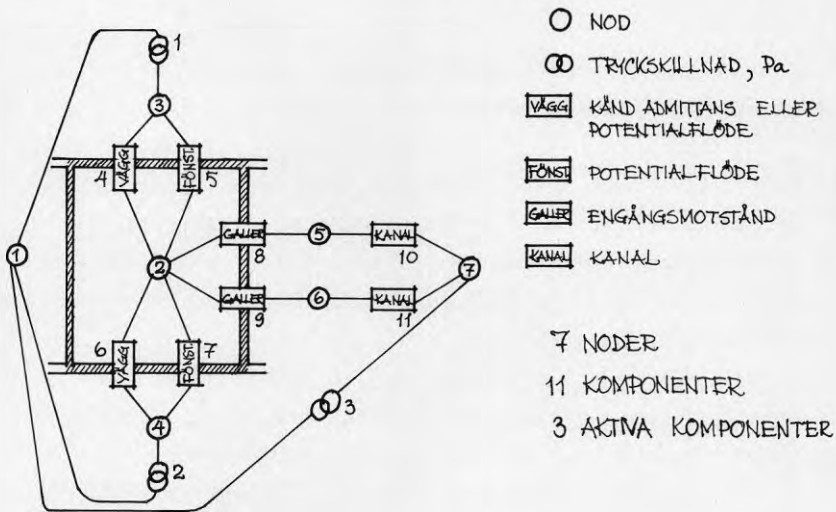 1
3
VÄGG
FÖNST.
4
5
GALLER
5
KANAL
8
10
1
2
7
GALLER
6
KANAL
9
11
6
7
VÄGG
FÖNST.
3
4
2
NOD
TRYCKSKILLNAD, Pa
VÄGG KÄND ADMITTANS ELLER
POTENTIALFLÖDE
FÖNST. POTENTIALFLÖDE
GALLER ENGÅNGSMOTSTÅND
KANAL KANAL
7 NODER
11 KOMPONENTER
3 AKTIVA KOMPONENTER